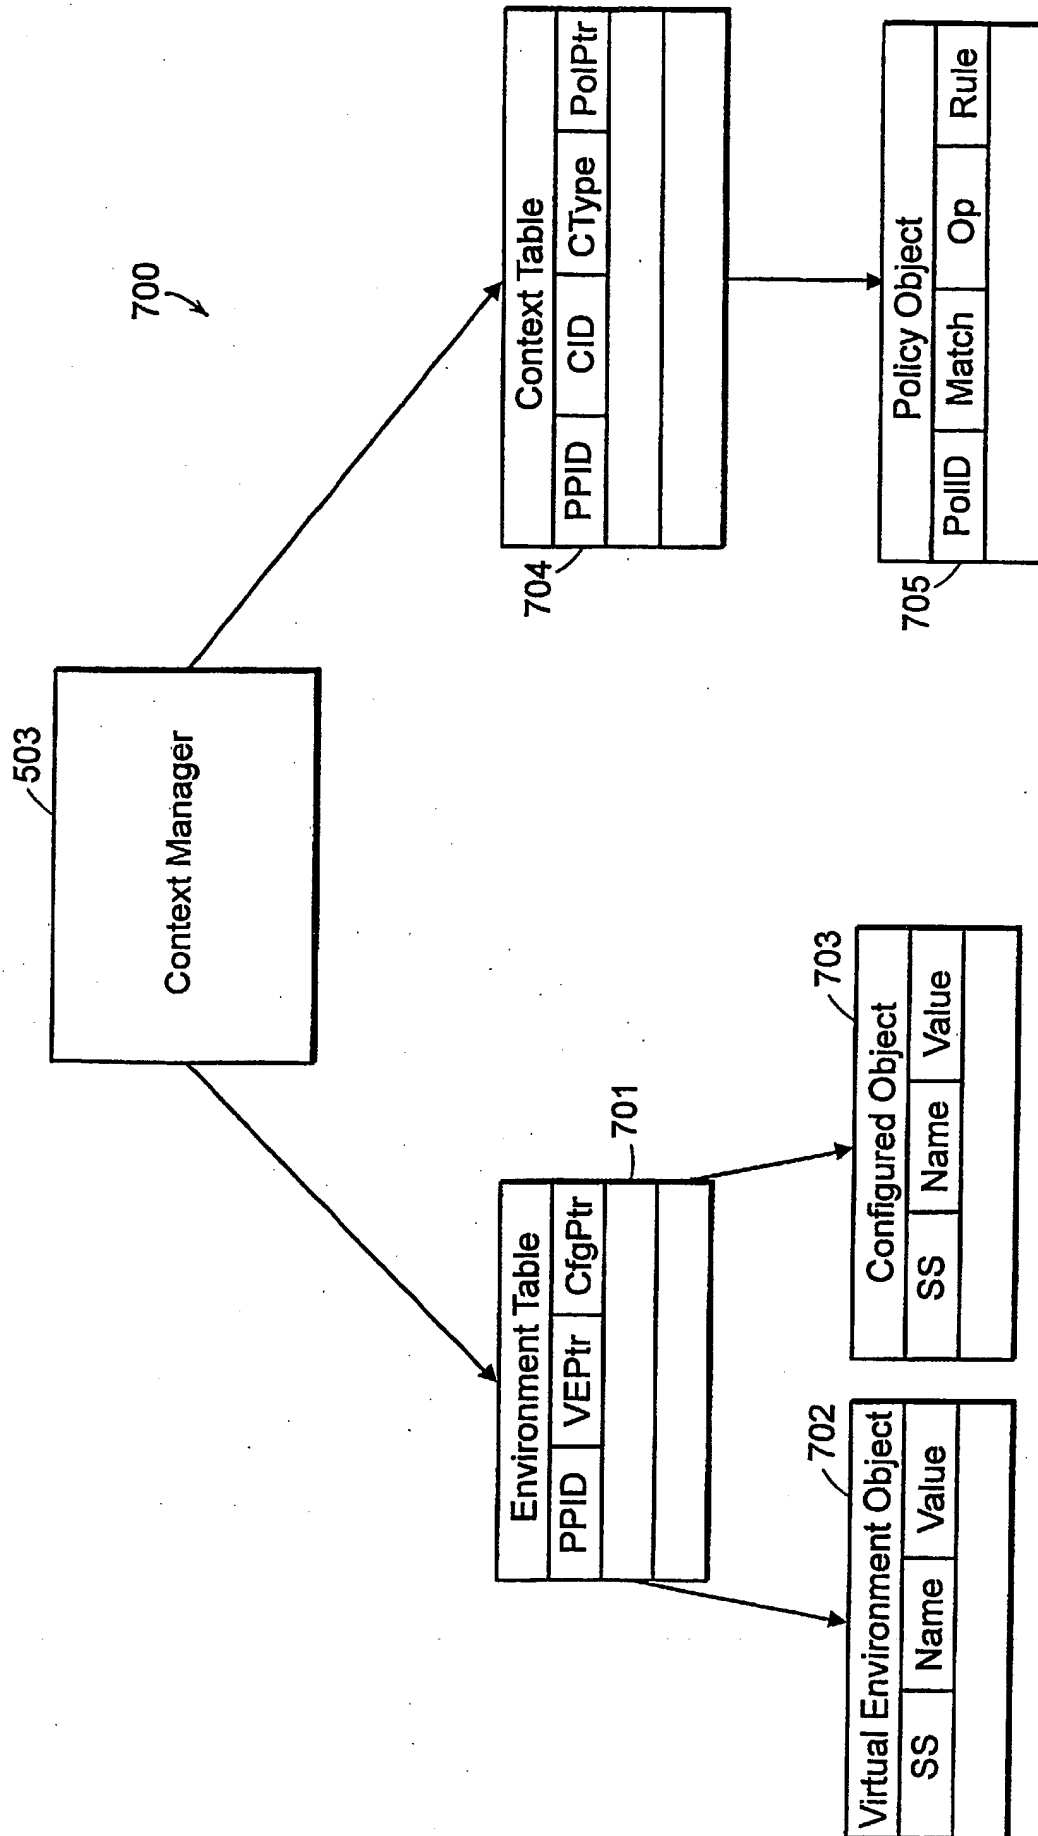 700
503
Context Manager
Environment Table
PPID VEPtr CfgPtr
701
Context Table
PPID CID CType PolPtr
704
Virtual Environment Object
SS Name Value
702
Configured Object
SS Name Value
703
Policy Object
PolID Match Op Rule
705